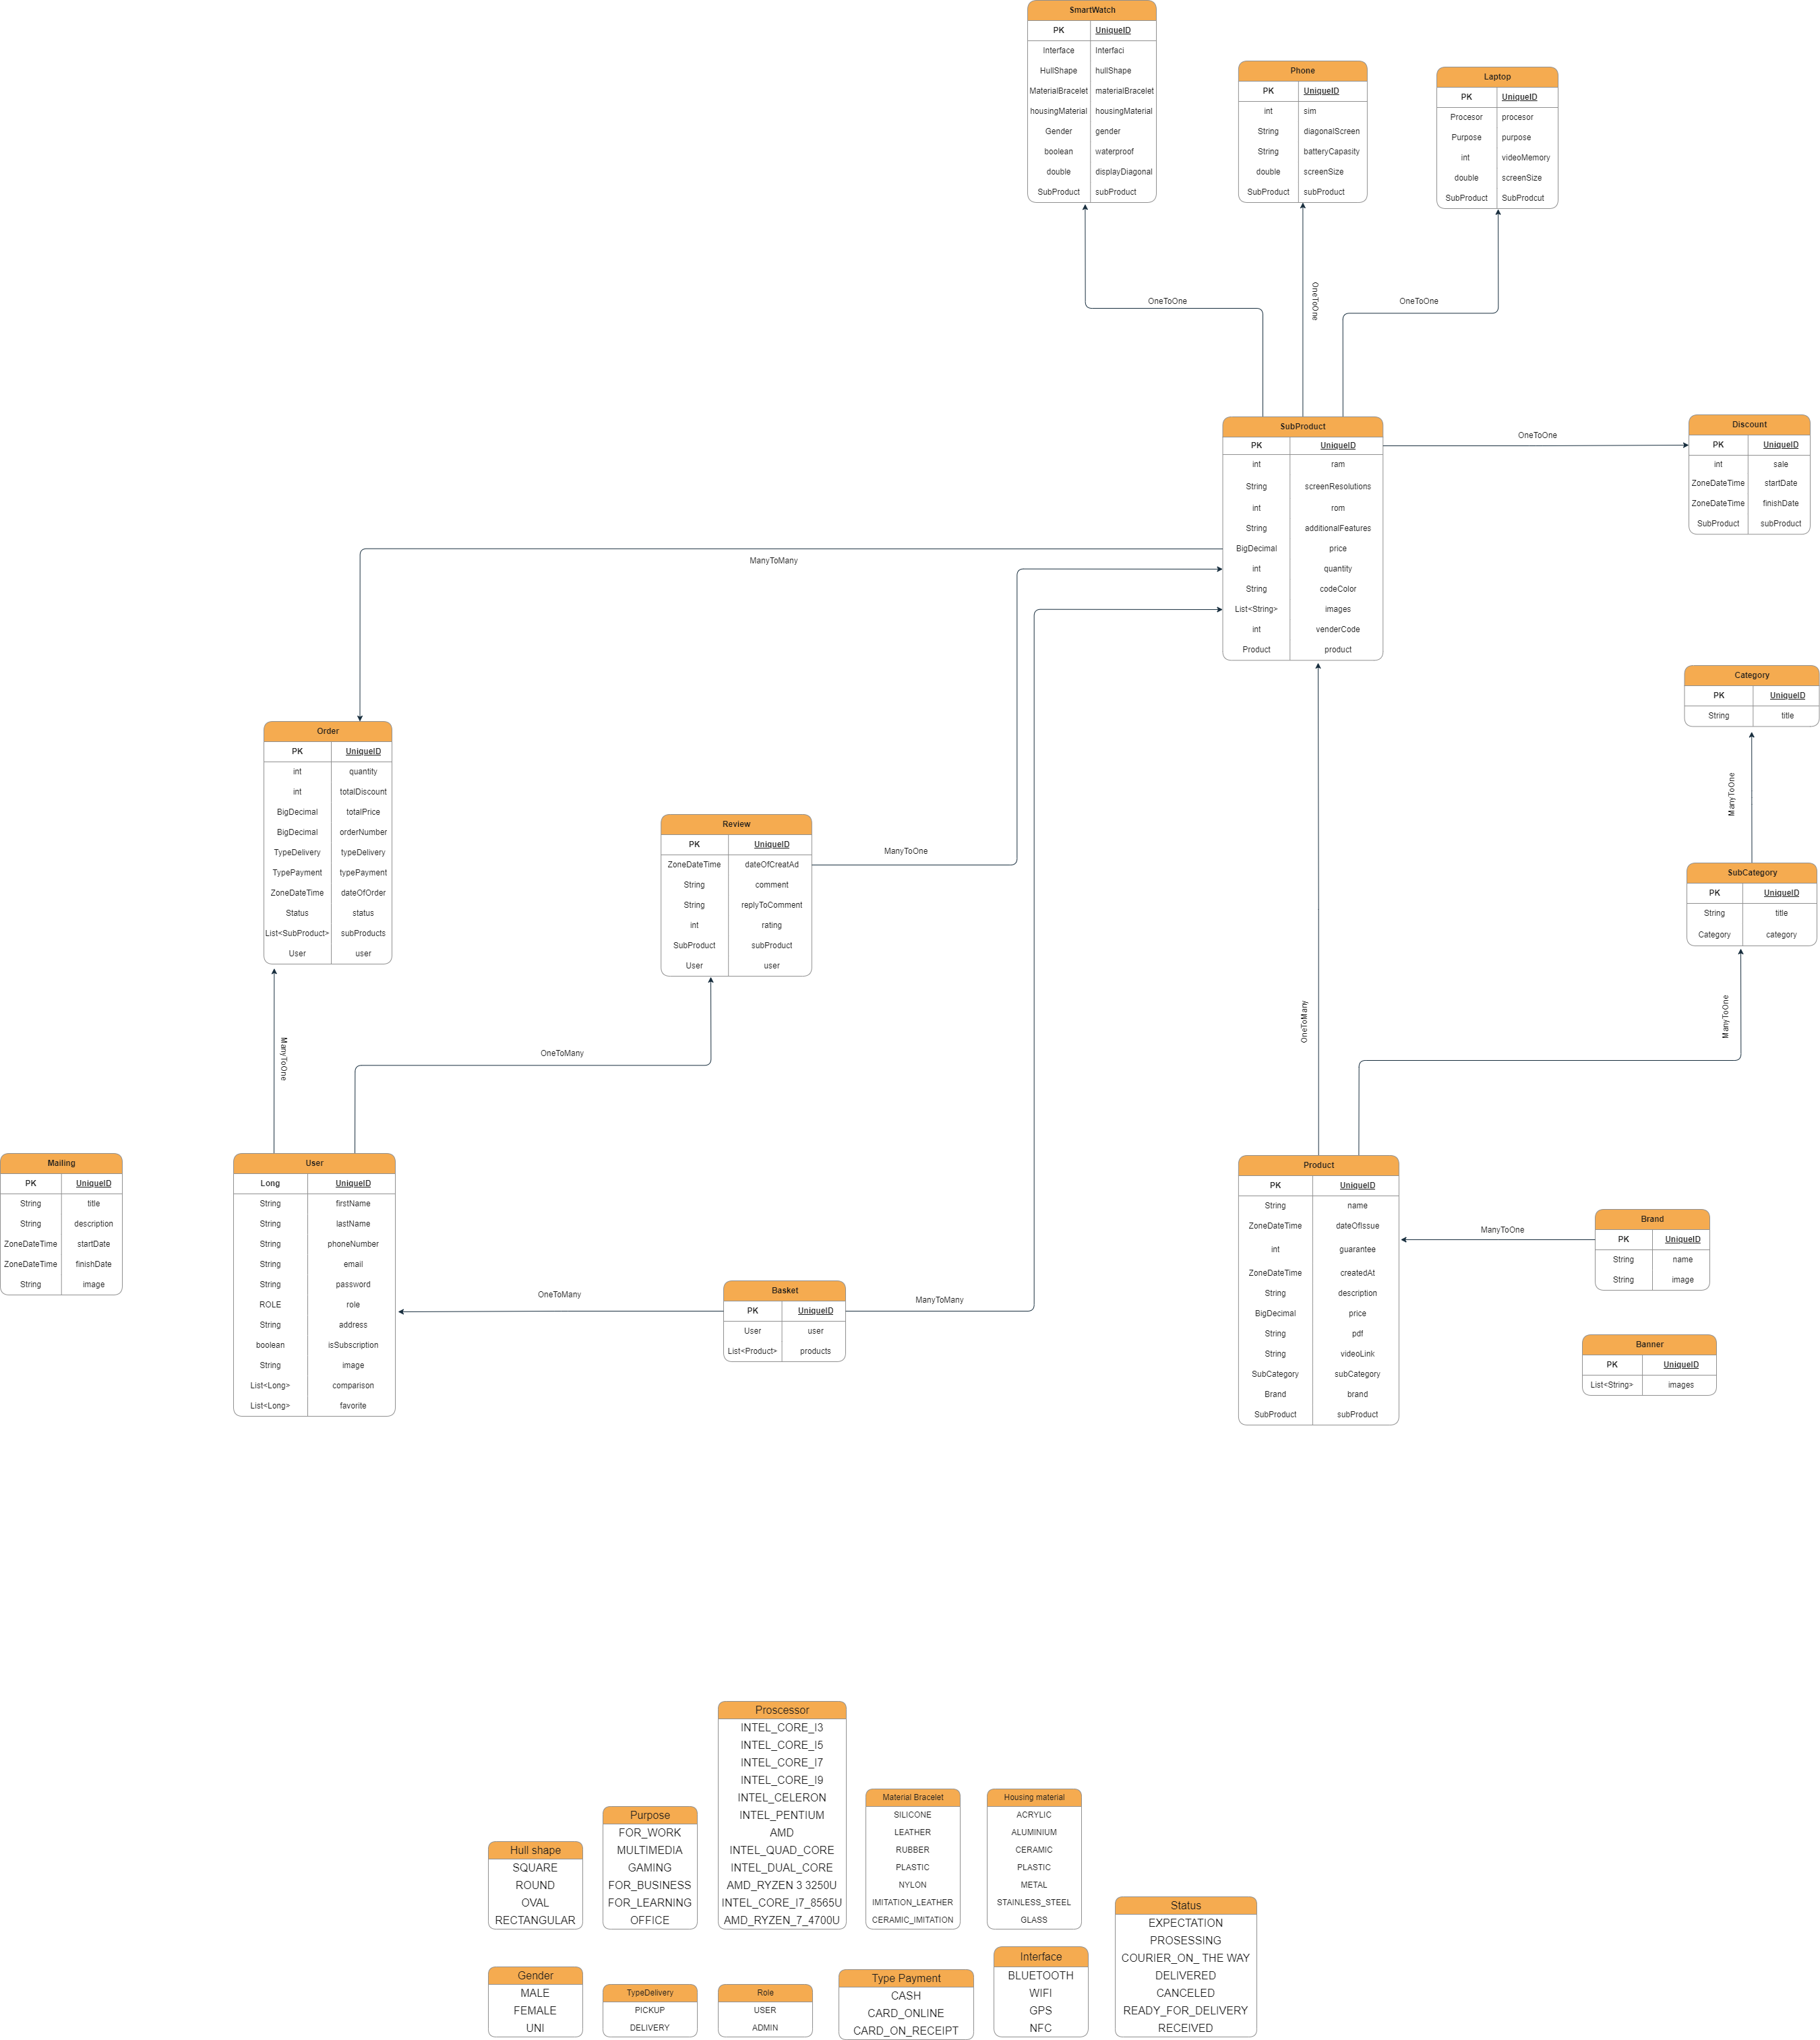 SmartWatch
PK UniqueID
Interface Interfaci
HullShape hullShape
MaterialBracelet materialBracelet
housingMaterial housingMaterial
Gender gender
boolean waterproof
double displayDiagonal
SubProduct subProduct
Phone
PK UniqueID
int sim
String diagonalScreen
String batteryCapasity
double screenSize
SubProduct subProduct
Laptop
PK UniqueID
Procesor procesor
Purpose purpose
int videoMemory
double screenSize
SubProduct SubProdcut
OneToOne
OneToOne
OneToOne
SubProduct
PK UniqueID
int ram
String screenResolutions
int rom
String additionalFeatures
BigDecimal price
int quantity
String codeColor
List<String> images
int venderCode
Product product
OneToOne
Discount
PK UniqueID
int sale
ZoneDateTime startDate
ZoneDateTime finishDate
SubProduct subProduct
ManyToMany
Category
PK UniqueID
String title
ManyToOne
SubCategory
PK UniqueID
String title
Category category
Order
PK UniqueID
int quantity
int totalDiscount
BigDecimal totalPrice
BigDecimal orderNumber
TypeDelivery typeDelivery
TypePayment typePayment
ZoneDateTime dateOfOrder
Status status
List<SubProduct> subProducts
User user
Review
PK UniqueID
ZoneDateTime dateOfCreatAd
String comment
String replyToComment
int rating
SubProduct subProduct
User user
ManyToOne
ManyToOne
OneToMany
OneToMany
ManyToOne
Mailing
PK UniqueID
String title
String description
ZoneDateTime startDate
ZoneDateTime finishDate
String image
User
Long UniqueID
String firstName
String lastName
String phoneNumber
String email
String password
ROLE role
String address
boolean isSubscription
String image
List<Long> comparison
List<Long> favorite
OneToMany
Basket
PK UniqueID
User user
List<Product> products
ManyToMany
Product
PK UniqueID
String name
ZoneDateTime dateOfIssue
int guarantee
ZoneDateTime createdAt
String description
BigDecimal price
String pdf
String videoLink
SubCategory subCategory
Brand brand
SubProduct subProduct
ManyToOne
Brand
PK UniqueID
String name
String image
Banner
PK UniqueID
List<String> images
Hull shape
SQUARE
ROUND
OVAL
RECTANGULAR
Purpose
FOR_WORK
MULTIMEDIA
GAMING
FOR_BUSINESS
FOR_LEARNING
OFFICE
Proscessor
INTEL_CORE_I3
INTEL_CORE_I5
INTEL_CORE_I7
INTEL_CORE_I9
INTEL_CELERON
INTEL_PENTIUM
AMD
INTEL_QUAD_CORE
INTEL_DUAL_CORE
AMD_RYZEN 3 3250U
INTEL_CORE_I7_8565U
AMD_RYZEN_7_4700U
Material Bracelet
SILICONE
LEATHER
RUBBER
PLASTIC
NYLON
IMITATION_LEATHER
CERAMIC_IMITATION
Housing material
ACRYLIC
ALUMINIUM
CERAMIC
PLASTIC
METAL
STAINLESS_STEEL
GLASS
Status
EXPECTATION
PROSESSING
COURIER_ON_ THE WAY
DELIVERED
CANCELED
READY_FOR_DELIVERY
RECEIVED
Gender
MALE
FEMALE
UNI
TypeDelivery
PICKUP
DELIVERY
Role
USER
ADMIN
Type Payment
CASH
CARD_ONLINE
CARD_ON_RECEIPT
Interface
BLUETOOTH
WIFI
GPS
NFC